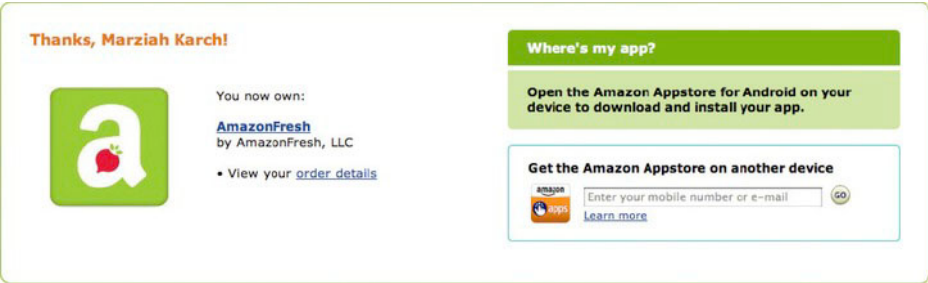 Thanks, Marziah Karch!
a
You now own:
AmazonFresh
by AmazonFresh, LLC
• View your order details
Where's my app?
Open the Amazon Appstore for Android on your
device to download and install your app.
Get the Amazon Appstore on another device
amazon
apps
Enter your mobile number or e-mail
GO
Learn more